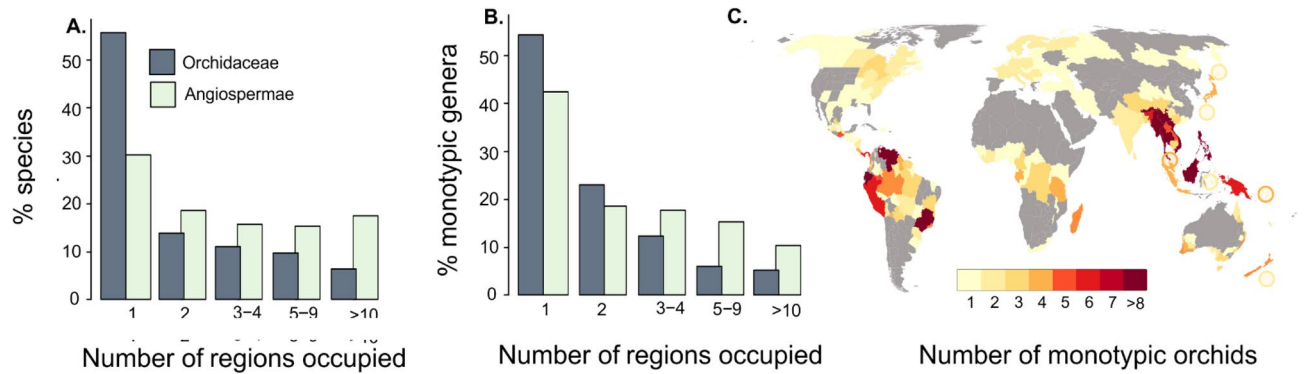 A.
% species
50
40
30
20
10
0
Orchidaceae
Angiospermae
1 2 3–4 5–9 >10
Number of regions occupied
B.
% monotypic genera
50
40
30
20
10
0
1 2 3–4 5–9 >10
Number of regions occupied
C.
1 2 3 4 5 6 7 >8
Number of monotypic orchids